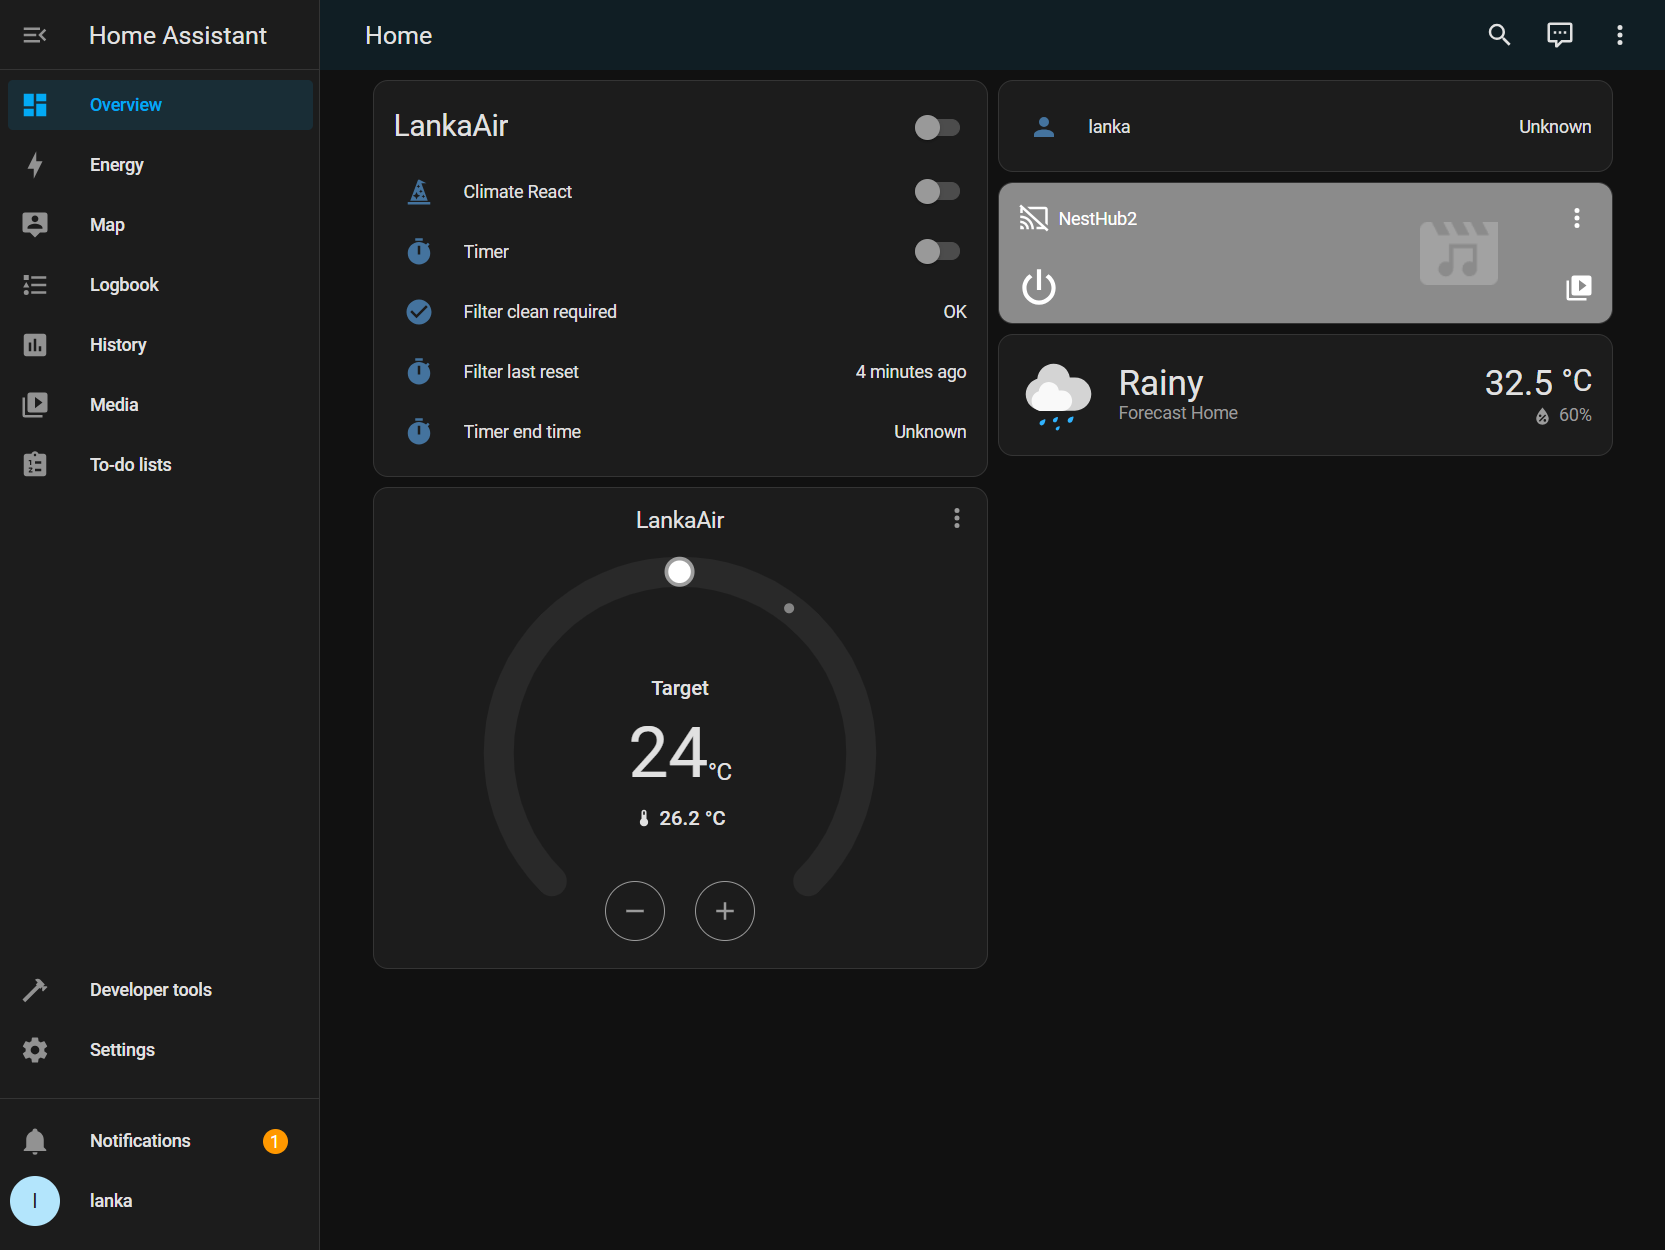 Home Assistant
Overview
Energy
Map
Logbook
History
Media
To-do lists
Developer tools
Settings
Notifications 1
l lanka
Home
LankaAir
Climate React
Timer
Filter clean required OK
Filter last reset 4 minutes ago
Timer end time Unknown
LankaAir
Target
24 °C
26.2 °C
lanka Unknown
NestHub2
Rainy 32.5 °C
Forecast Home 60%